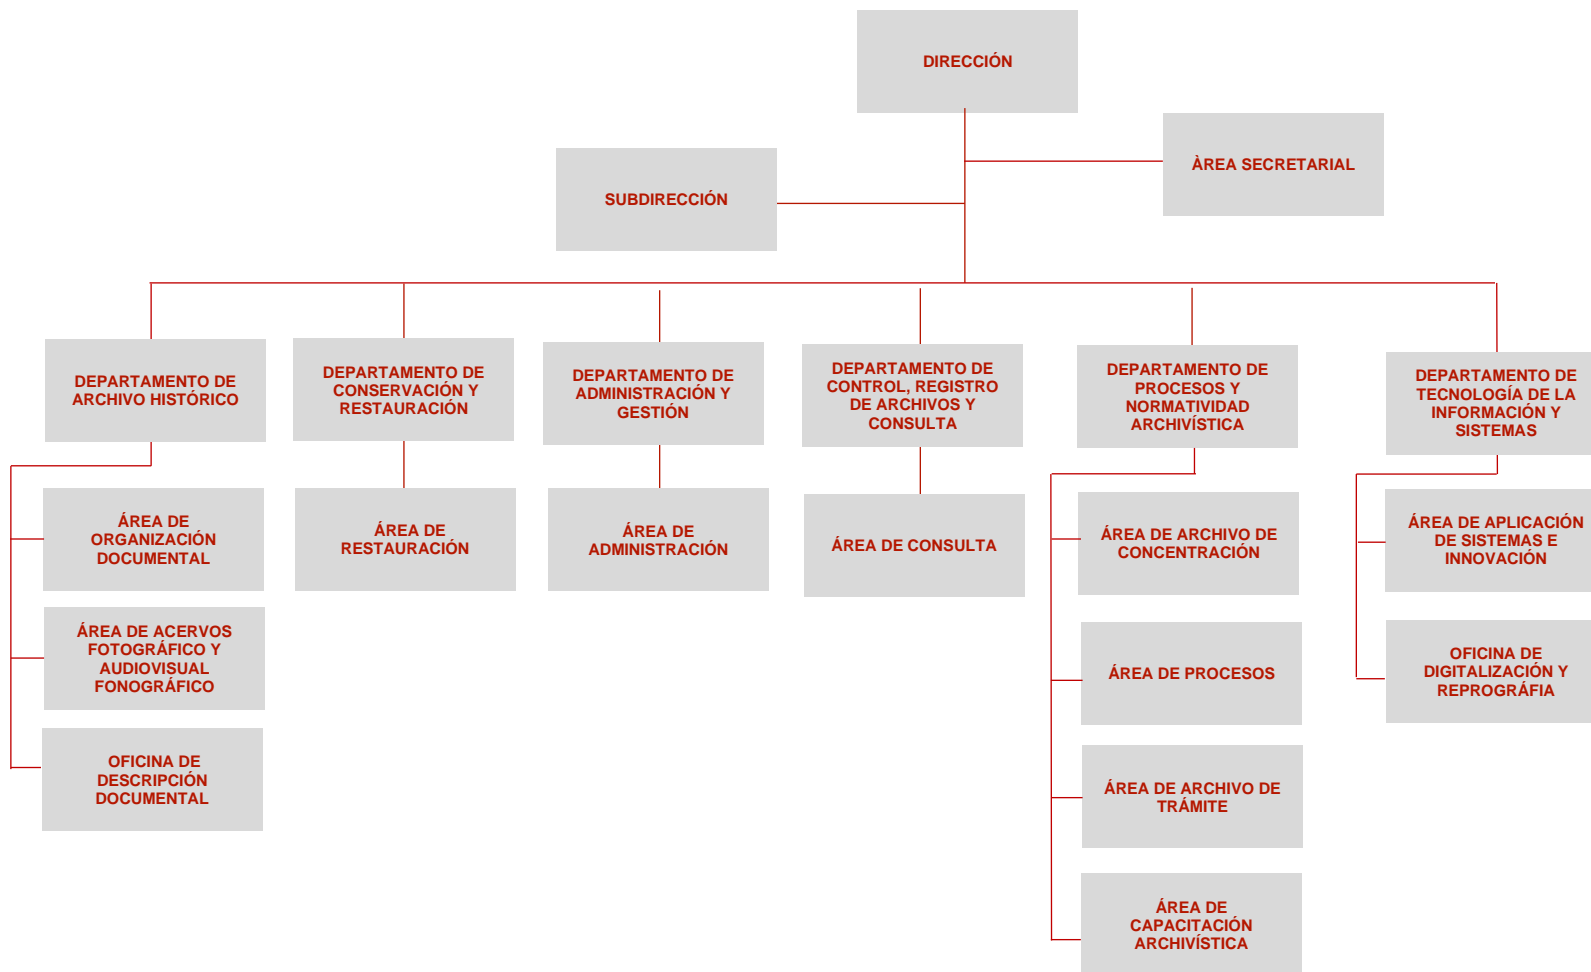 DIRECCIÓN
ÀREA SECRETARIAL
SUBDIRECCIÓN
DEPARTAMENTO DE
ARCHIVO HISTÓRICO
DEPARTAMENTO DE
CONSERVACIÓN Y
RESTAURACIÓN
DEPARTAMENTO DE
ADMINISTRACIÓN Y
GESTIÓN
DEPARTAMENTO DE
CONTROL, REGISTRO
DE ARCHIVOS Y
CONSULTA
DEPARTAMENTO DE
PROCESOS Y
NORMATIVIDAD
ARCHIVÍSTICA
DEPARTAMENTO DE
TECNOLOGÍA DE LA
INFORMACIÓN Y
SISTEMAS
ÁREA DE
ORGANIZACIÓN
DOCUMENTAL
ÁREA DE
RESTAURACIÓN
ÁREA DE
ADMINISTRACIÓN
ÁREA DE CONSULTA
ÁREA DE ARCHIVO DE
CONCENTRACIÓN
ÁREA DE APLICACIÓN
DE SISTEMAS E
INNOVACIÓN
ÁREA DE ACERVOS
FOTOGRÁFICO Y
AUDIOVISUAL
FONOGRÁFICO
ÁREA DE PROCESOS
OFICINA DE
DIGITALIZACIÓN Y
REPROGRÁFIA
OFICINA DE
DESCRIPCIÓN
DOCUMENTAL
ÁREA DE ARCHIVO DE
TRÁMITE
ÁREA DE
CAPACITACIÓN
ARCHIVÍSTICA